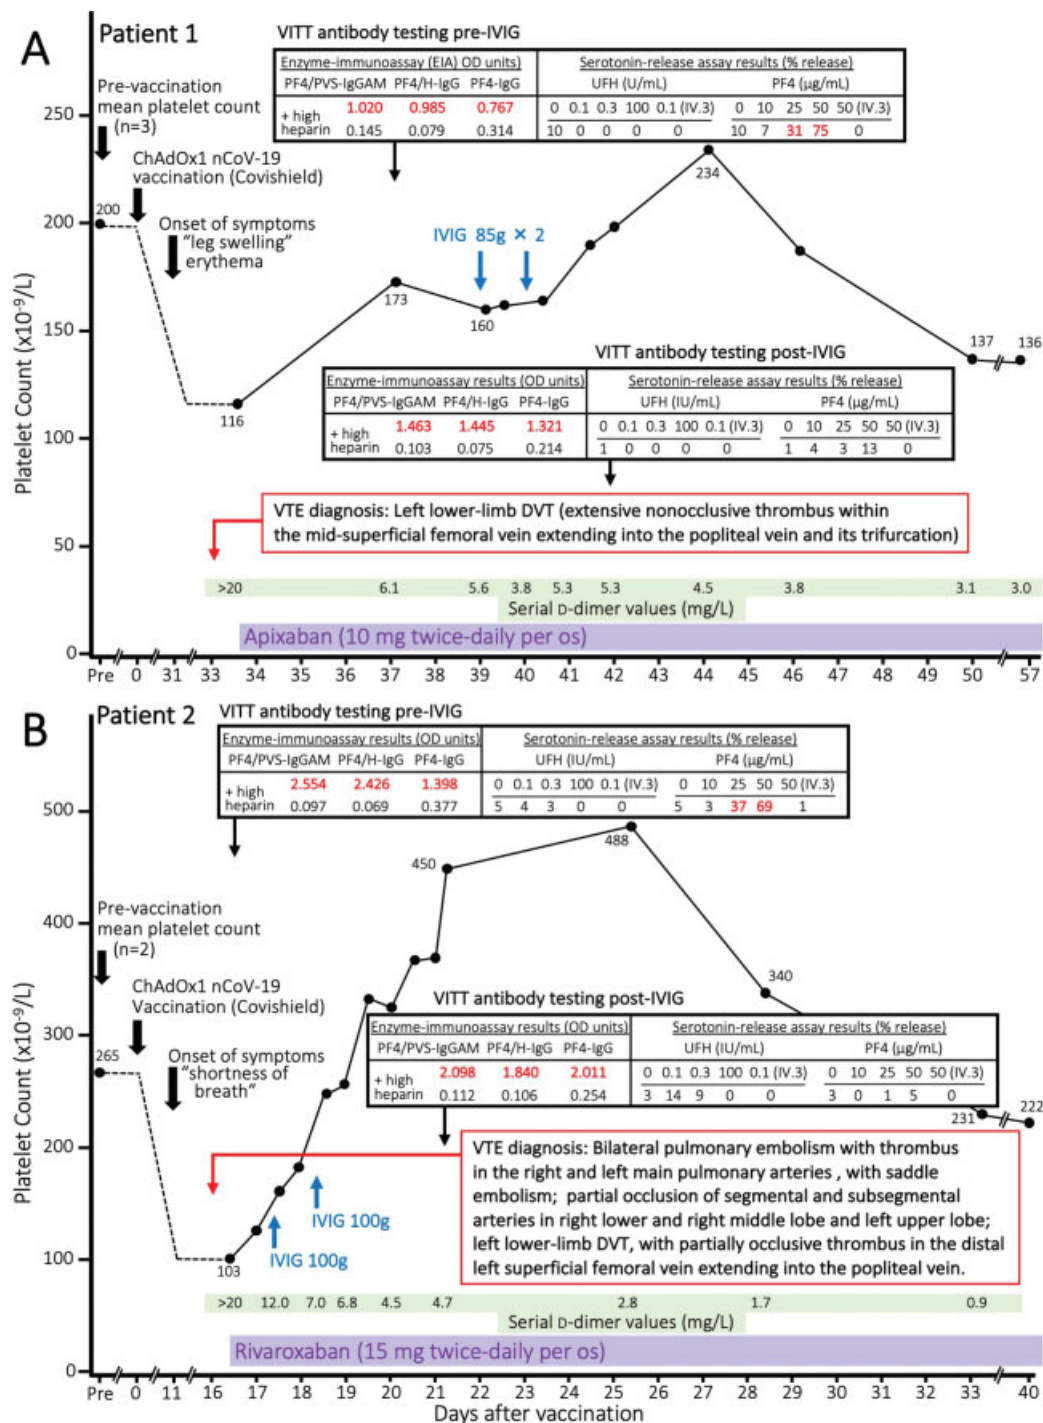 A
Patient 1
VITT antibody testing pre-IVIG
Enzyme-immunoassay (EIA) OD units
Serotonin-release assay results (% release)
PF4/PVS-IgGAM PF4/H-IgG PF4-IgG
UFH (U/mL)
PF4 (µg/mL)
1.020 0.985 0.767
0 0.1 0.3 100 0.1 (IV.3)
0 10 25 50 50 (IV.3)
+ high
heparin 0.145 0.079 0.314
10 0 0 0 0
10 7 31 75 0
Pre-vaccination
mean platelet count
(n=3)
ChAdOx1 nCoV-19
vaccination (Covishield)
Onset of symptoms
"leg swelling"
erythema
IVIG 85g × 2
200
116
173
160
234
137
136
VITT antibody testing post-IVIG
Enzyme-immunoassay results (OD units)
Serotonin-release assay results (% release)
PF4/PVS-IgGAM PF4/H-IgG PF4-IgG
UFH (IU/mL)
PF4 (µg/mL)
1.463 1.445 1.321
0 0.1 0.3 100 0.1 (IV.3)
0 10 25 50 50 (IV.3)
+ high
heparin 0.103 0.075 0.214
1 0 0 0 0
1 4 3 13 0
VTE diagnosis: Left lower-limb DVT (extensive nonocclusive thrombus within
the mid-superficial femoral vein extending into the popliteal vein and its trifurcation)
>20 6.1 5.6 3.8 5.3 5.3 4.5 3.8 3.1 3.0
Serial D-dimer values (mg/L)
Apixaban (10 mg twice-daily per os)
Platelet Count (x10⁻⁹/L)
250
200
150
100
50
0
Pre 0 31 33 34 35 36 37 38 39 40 41 42 43 44 45 46 47 48 49 50 57
B
Patient 2
VITT antibody testing pre-IVIG
Enzyme-immunoassay results (OD units)
Serotonin-release assay results (% release)
PF4/PVS-IgGAM PF4/H-IgG PF4-IgG
UFH (IU/mL)
PF4 (µg/mL)
2.554 2.426 1.398
0 0.1 0.3 100 0.1 (IV.3)
0 10 25 50 50 (IV.3)
+ high
heparin 0.097 0.069 0.377
5 4 3 0 0
5 3 37 69 1
Pre-vaccination
mean platelet count
(n=2)
ChAdOx1 nCoV-19
Vaccination (Covishield)
Onset of symptoms
"shortness of
breath"
265
103
450
488
340
231
222
IVIG 100g
IVIG 100g
VITT antibody testing post-IVIG
Enzyme-immunoassay results (OD units)
Serotonin-release assay results (% release)
PF4/PVS-IgGAM PF4/H-IgG PF4-IgG
UFH (IU/mL)
PF4 (µg/mL)
2.098 1.840 2.011
0 0.1 0.3 100 0.1 (IV.3)
0 10 25 50 50 (IV.3)
+ high
heparin 0.112 0.106 0.254
3 14 9 0 0
3 0 1 5 0
VTE diagnosis: Bilateral pulmonary embolism with thrombus
in the right and left main pulmonary arteries , with saddle
embolism; partial occlusion of segmental and subsegmental
arteries in right lower and right middle lobe and left upper lobe;
left lower-limb DVT, with partially occlusive thrombus in the distal
left superficial femoral vein extending into the popliteal vein.
>20 12.0 7.0 6.8 4.5 4.7 2.8 1.7 0.9
Serial D-dimer values (mg/L)
Rivaroxaban (15 mg twice-daily per os)
Platelet Count (x10⁻⁹/L)
500
400
300
200
100
0
Pre 0 11 16 17 18 19 20 21 22 23 24 25 26 27 28 29 30 31 32 33 40
Days after vaccination